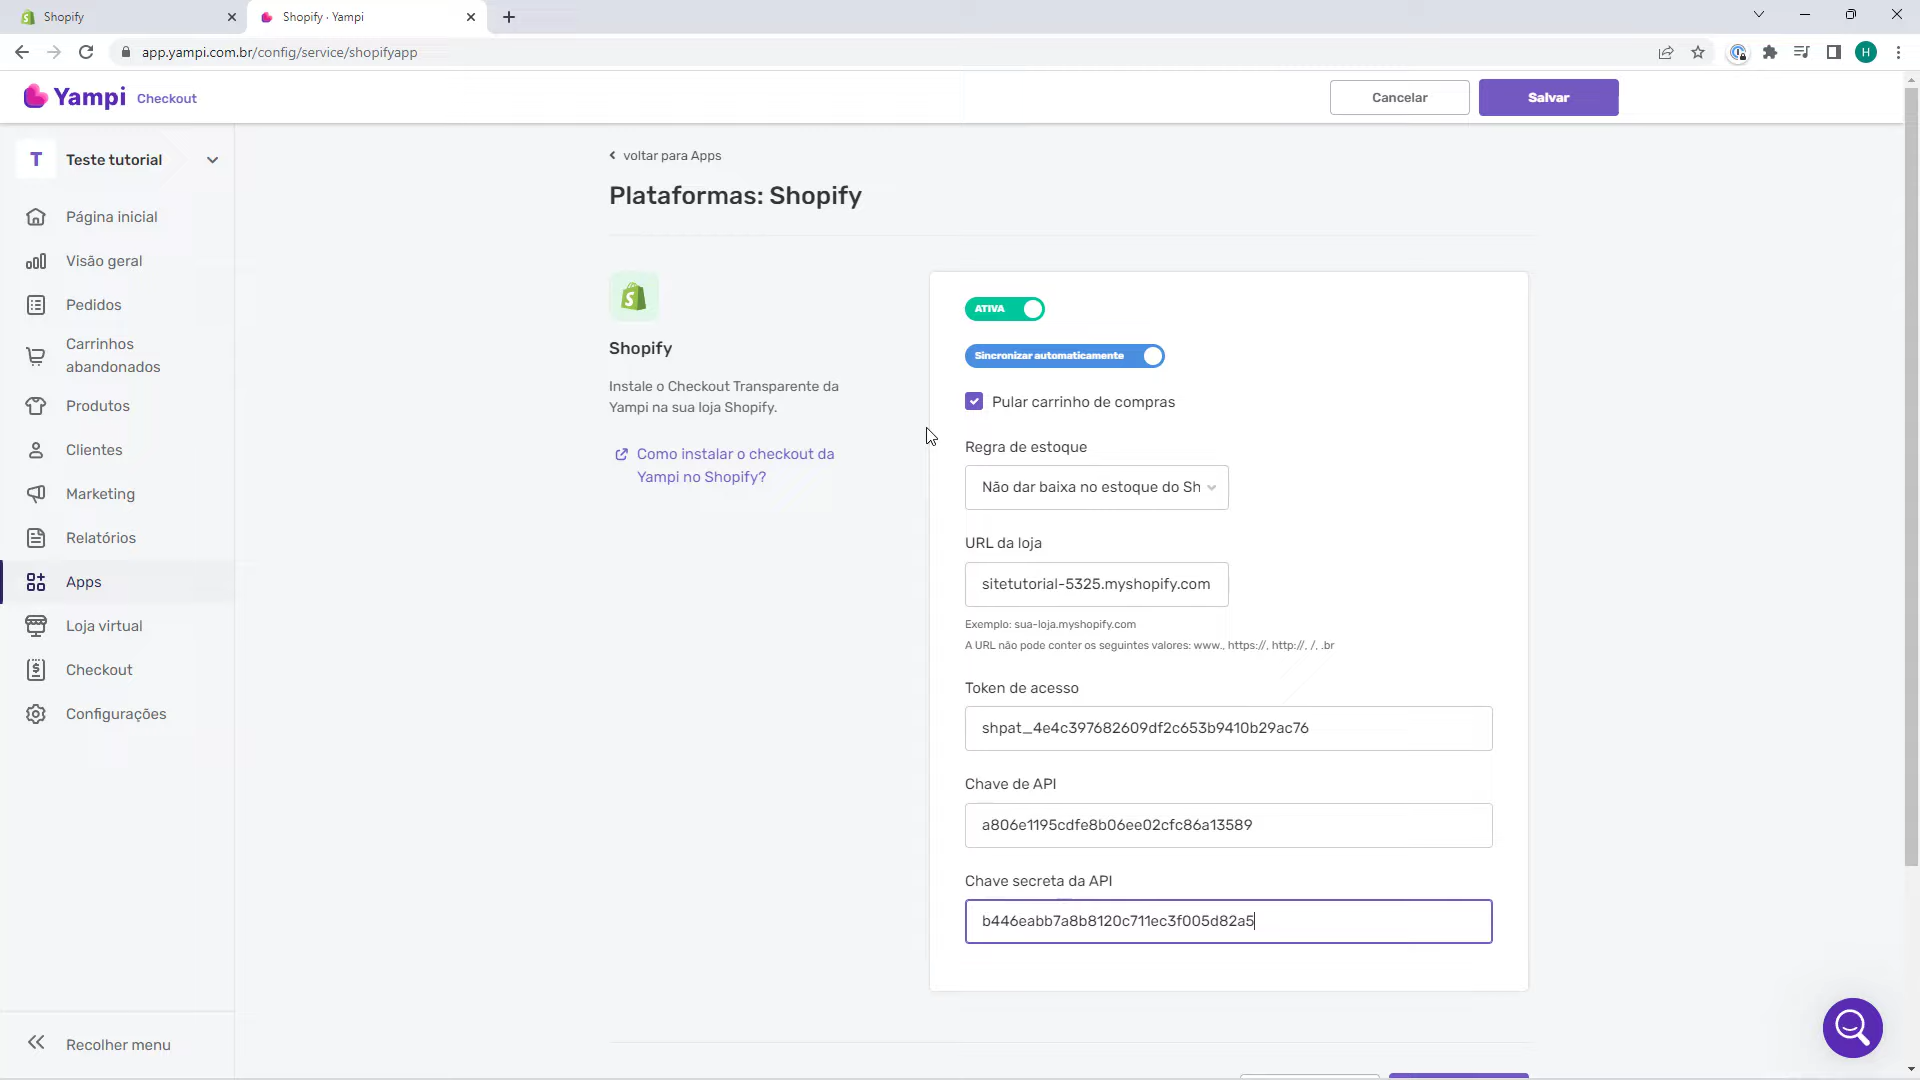 Shopify
Shopify · Yampi
app.yampi.com.br/config/service/shopifyapp
H
Yampi Checkout
Cancelar
Salvar
T
Teste tutorial
Página inicial
Visão geral
Pedidos
Carrinhos
abandonados
Produtos
Clientes
Marketing
Relatórios
Apps
Loja virtual
Checkout
Configurações
Recolher menu
voltar para Apps
Plataformas: Shopify
Shopify
Instale o Checkout Transparente da
Yampi na sua loja Shopify.
Como instalar o checkout da
Yampi no Shopify?
ATIVA
Sincronizar automaticamente
Pular carrinho de compras
Regra de estoque
Não dar baixa no estoque do Sh
URL da loja
sitetutorial-5325.myshopify.com
Exemplo: sua-loja.myshopify.com
A URL não pode conter os seguintes valores: www., https://, http://, /, .br
Token de acesso
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
Chave de API
a806e1195cdfe8b06ee02cfc86a13589
Chave secreta da API
b446eabb7a8b8120c711ec3f005d82a5